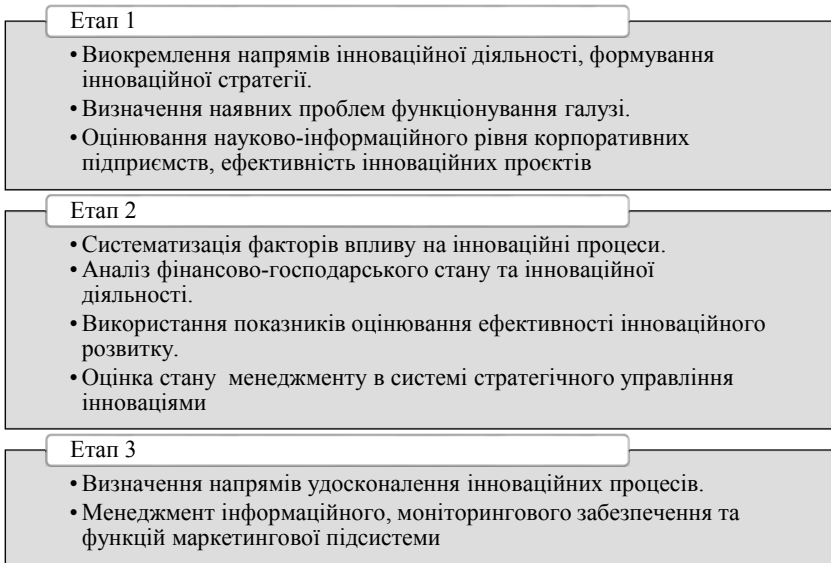 Етап 1
• Виокремлення напрямів інноваційної діяльності, формування
інноваційної стратегії.
• Визначення наявних проблем функціонування галузі.
• Оцінювання науково-інформаційного рівня корпоративних
підприємств, ефективність інноваційних проєктів
Етап 2
• Систематизація факторів впливу на інноваційні процеси.
• Аналіз фінансово-господарського стану та інноваційної
діяльності.
• Використання показників оцінювання ефективності інноваційного
розвитку.
• Оцінка стану менеджменту в системі стратегічного управління
інноваціями
Етап 3
• Визначення напрямів удосконалення інноваційних процесів.
• Менеджмент інформаційного, моніторингового забезпечення та
функцій маркетингової підсистеми